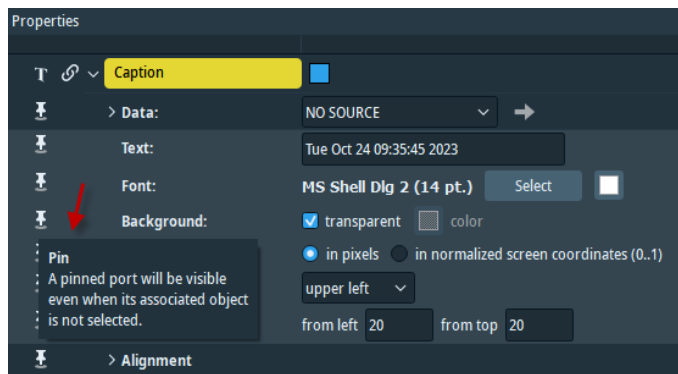 Properties
T Caption
Data: NO SOURCE
Text: Tue Oct 24 09:35:45 2023
Font: MS Shell Dlg 2 (14 pt.) Select
Background: transparent color
in pixels in normalized screen coordinates (0..1)
upper left
from left 20 from top 20
Pin
A pinned port will be visible
even when its associated object
is not selected.
Alignment